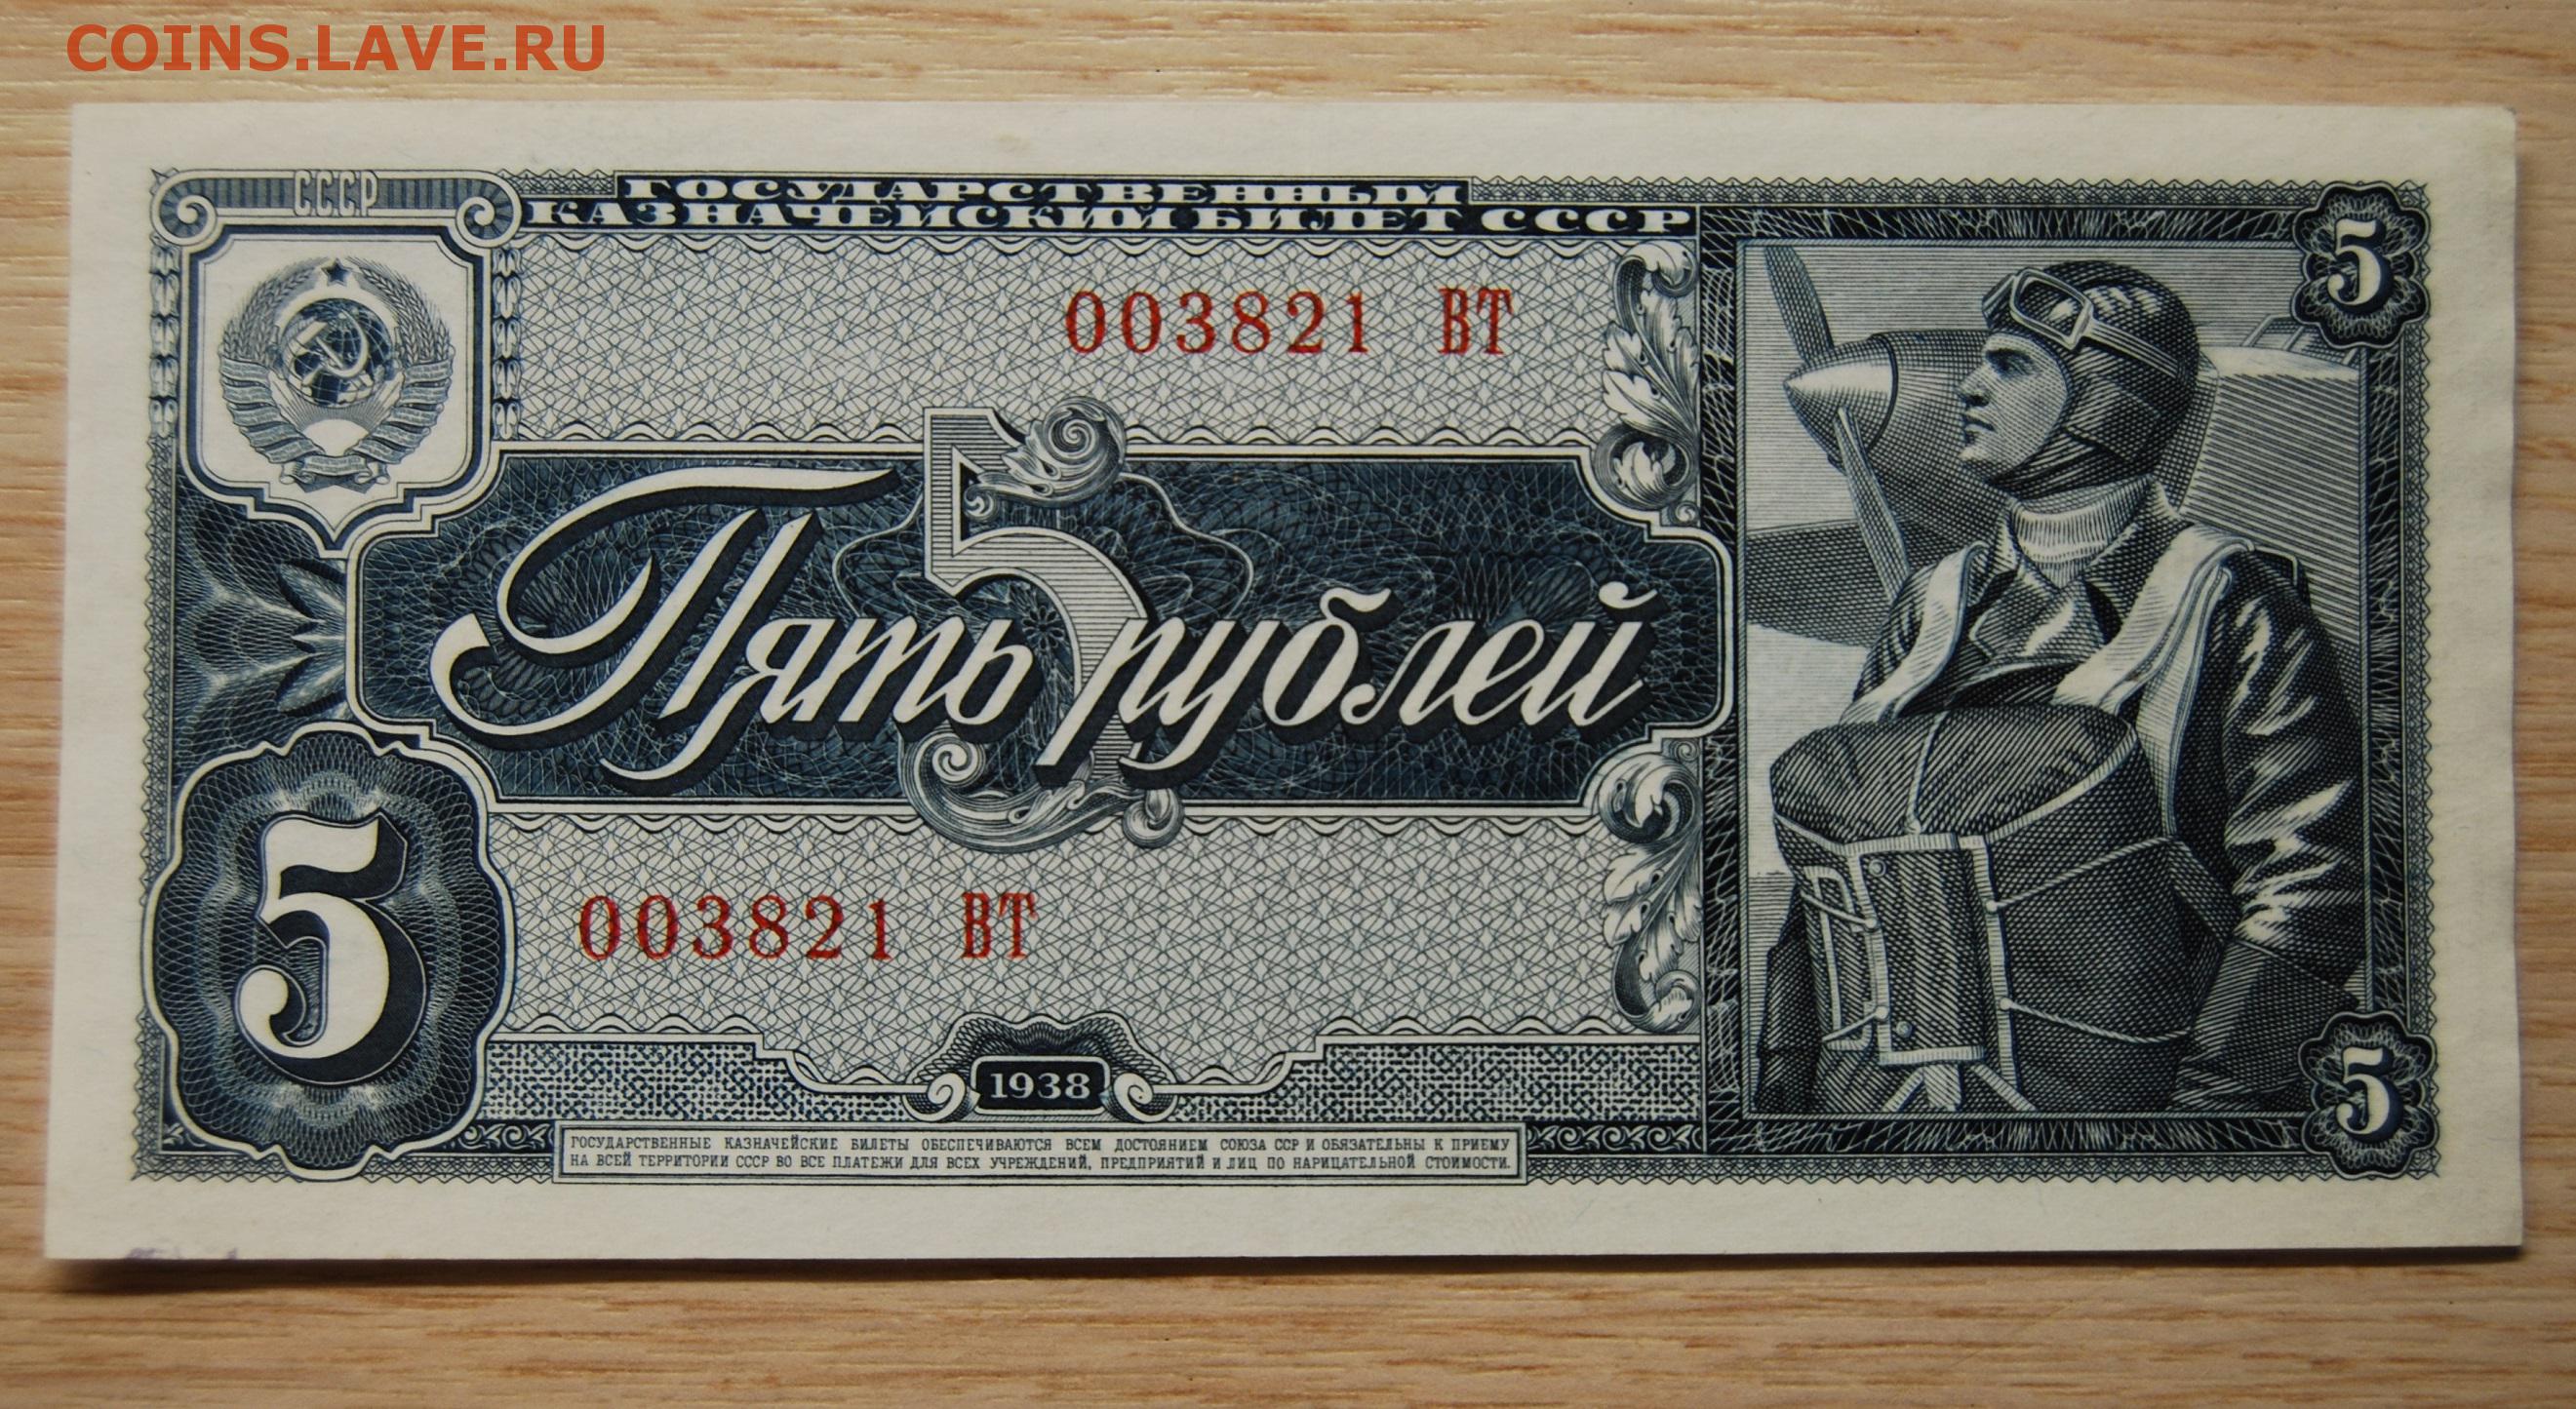 COINS.LAVE.RU
СССР
ГОСУДАРСТВЕННЫЙ
КАЗНАЧЕЙСКИЙ БИЛЕТ СССР
5
003821 ВТ
5
Пять рублей
5
003821 ВТ
1938
5
ГОСУДАРСТВЕННЫЕ КАЗНАЧЕЙСКИЕ БИЛЕТЫ ОБЕСПЕЧИВАЮТСЯ ВСЕМ ДОСТОЯНИЕМ СОЮЗА ССР И ОБЯЗАТЕЛЬНЫ К ПРИЕМУ
НА ВСЕЙ ТЕРРИТОРИИ СССР ВО ВСЕ ПЛАТЕЖИ ДЛЯ ВСЕХ УЧРЕЖДЕНИЙ, ПРЕДПРИЯТИЙ И ЛИЦ ПО НАРИЦАТЕЛЬНОЙ СТОИМОСТИ.